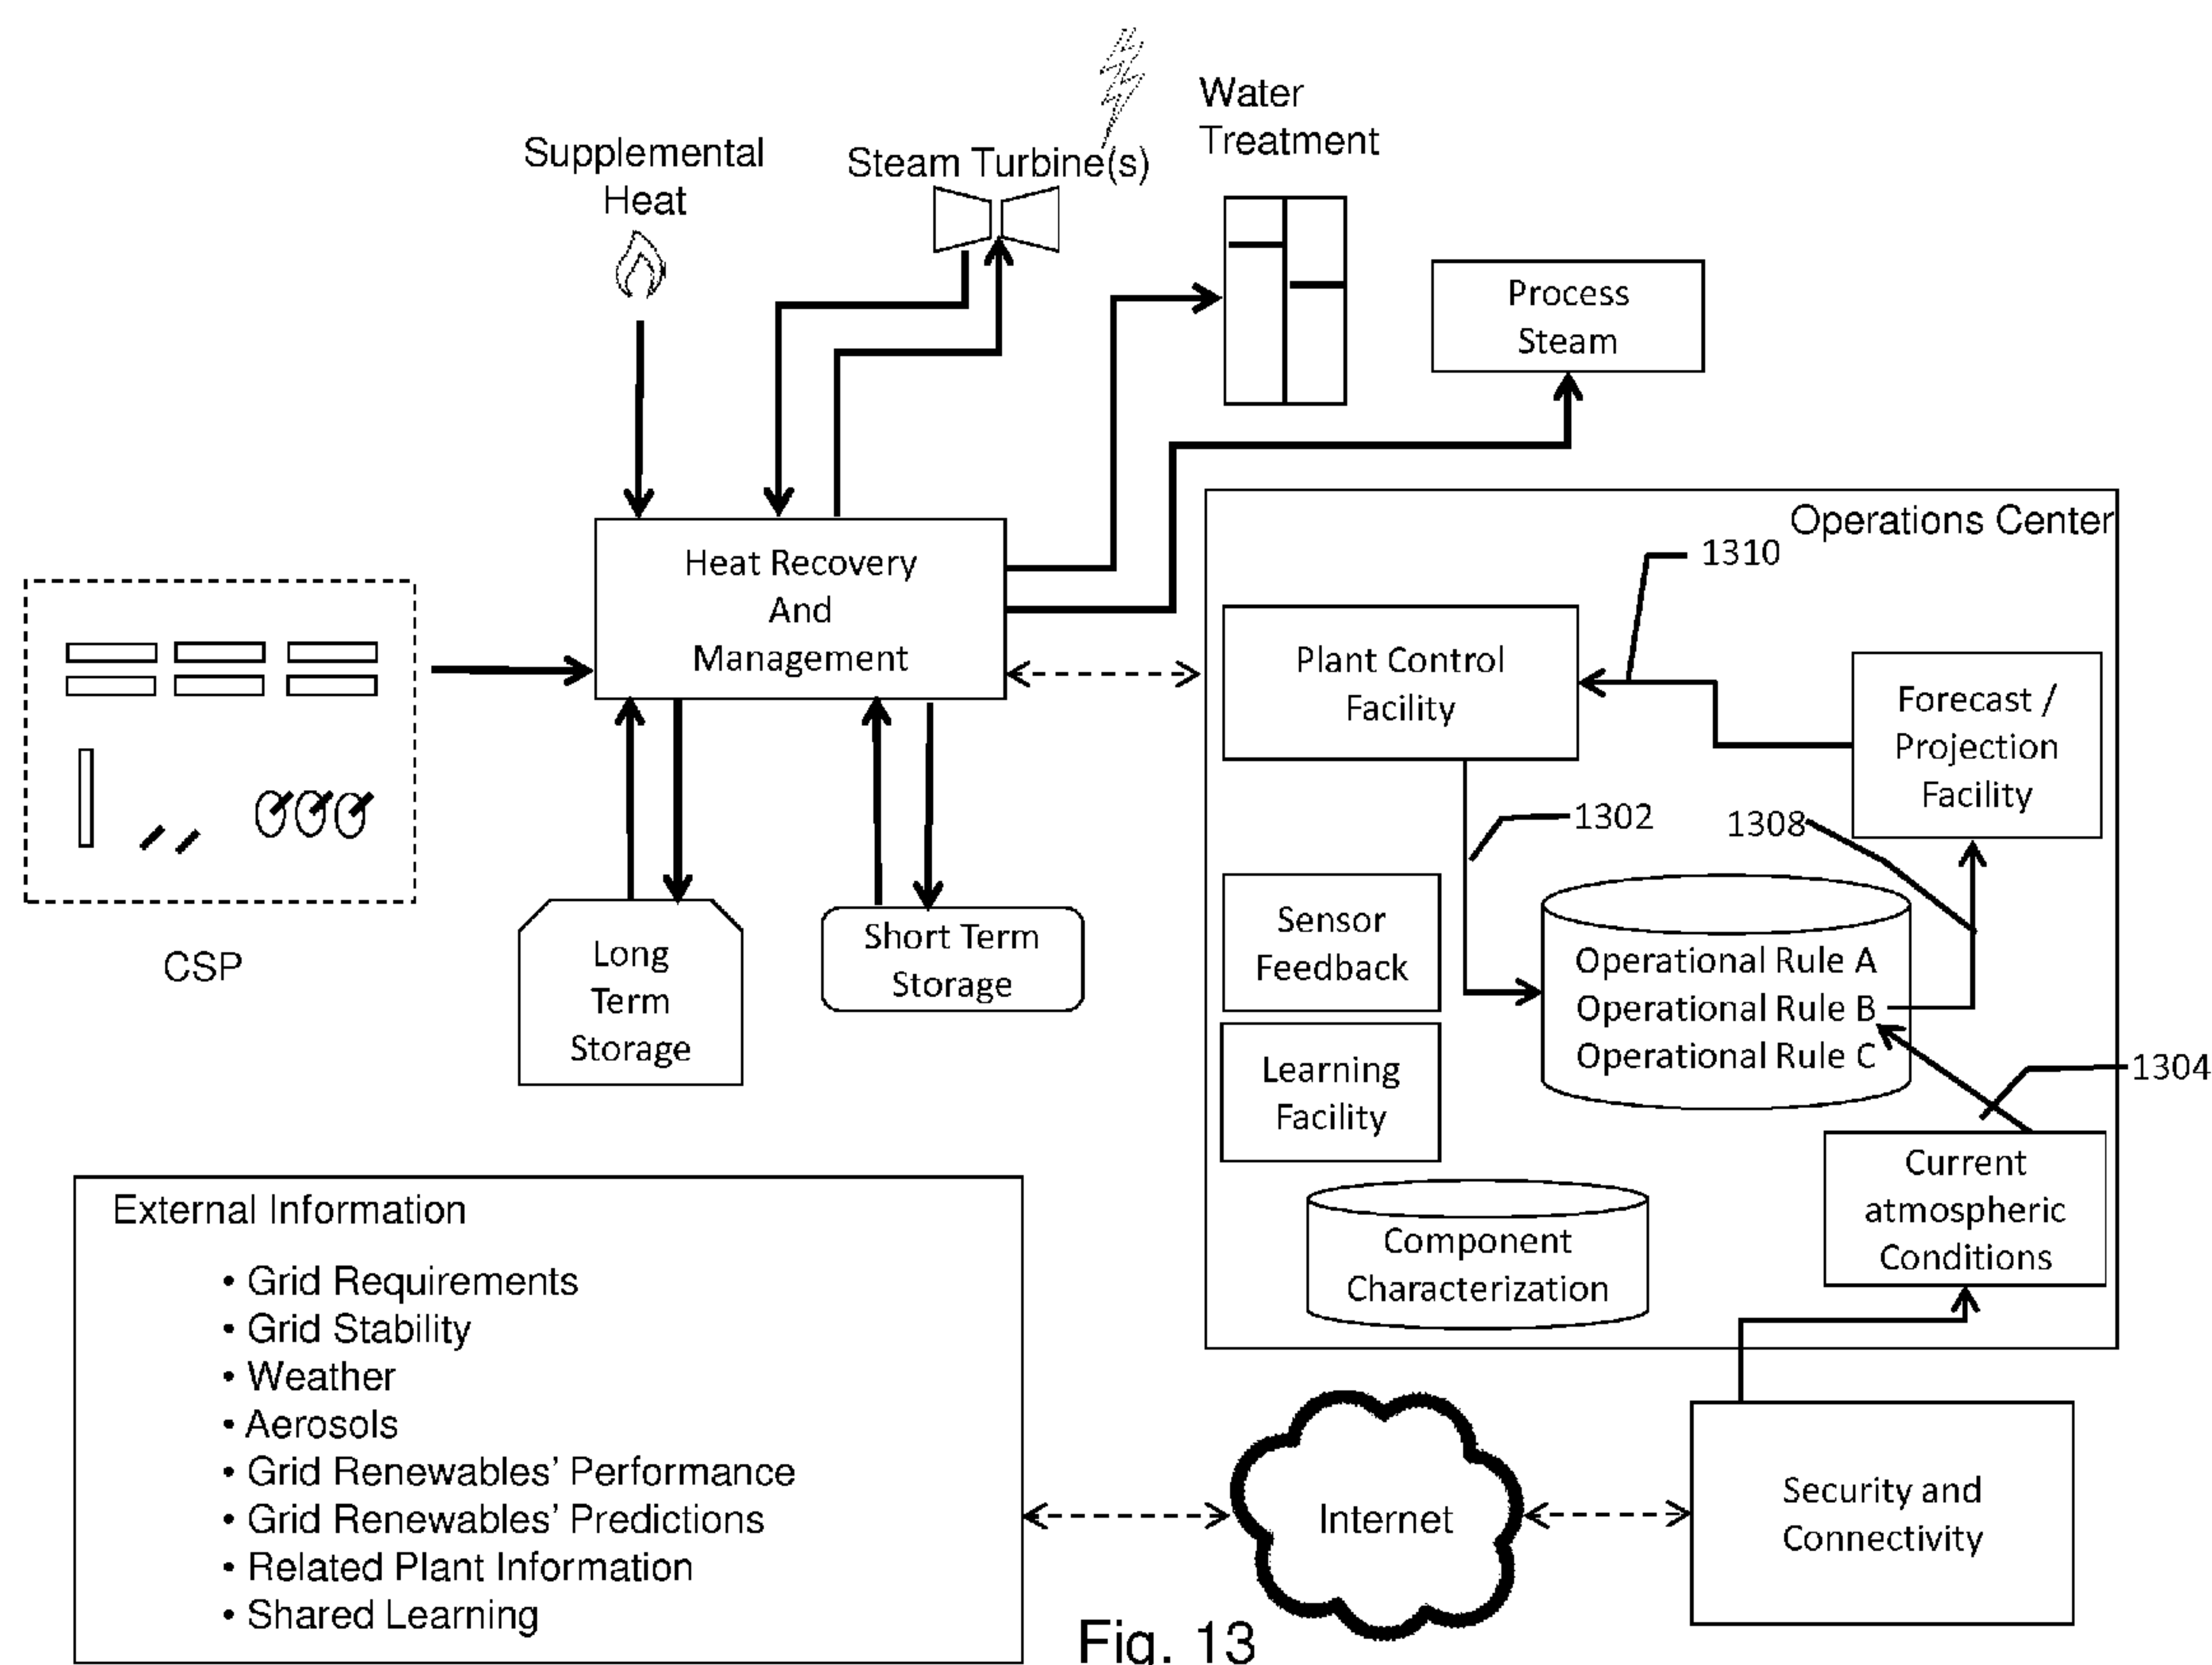 Water
Treatment
Supplemental
Heat
Steam Turbine(s)
Process
Steam
Operations Center
1310
Heat Recovery
And
Management
Plant Control
Facility
Forecast /
Projection
Facility
1302
1308
CSP
Long
Term
Storage
Short Term
Storage
Sensor
Feedback
Operational Rule A
Operational Rule B
Operational Rule C
1304
Learning
Facility
Current
atmospheric
Conditions
Component
Characterization
External Information
• Grid Requirements
• Grid Stability
• Weather
• Aerosols
• Grid Renewables’ Performance
• Grid Renewables’ Predictions
• Related Plant Information
• Shared Learning
Internet
Security and
Connectivity
Fig. 13